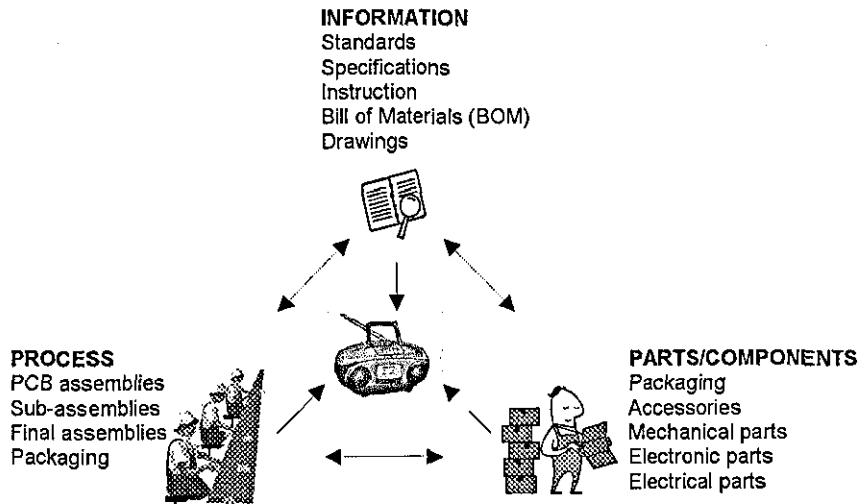 INFORMATION
Standards
Specifications
Instruction
Bill of Materials (BOM)
Drawings
PROCESS
PCB assemblies
Sub-assemblies
Final assemblies
Packaging
PARTS/COMPONENTS
Packaging
Accessories
Mechanical parts
Electronic parts
Electrical parts